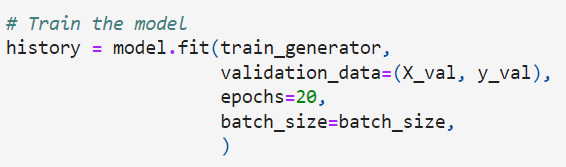 # Train the model
history = model.fit(train_generator,
                    validation_data=(X_val, y_val),
                    epochs=20,
                    batch_size=batch_size,
                    )